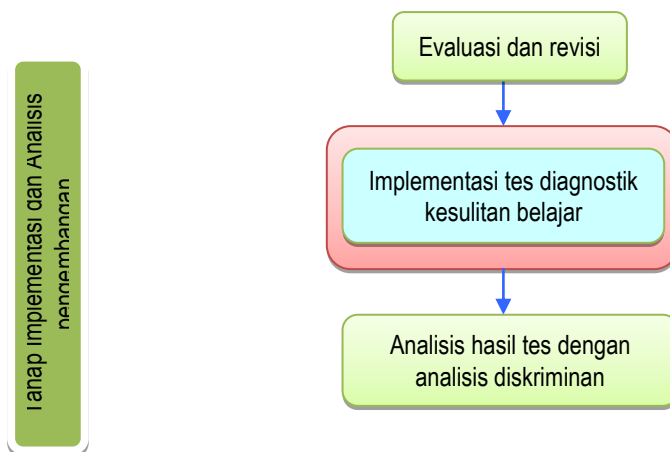 Tahap Implementasi dan Analisis
pengembangan
Evaluasi dan revisi
Implementasi tes diagnostik
kesulitan belajar
Analisis hasil tes dengan
analisis diskriminan